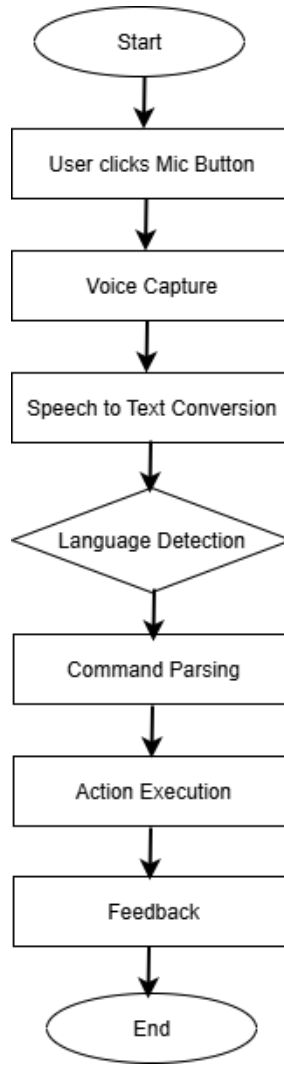 Start
User clicks Mic Button
Voice Capture
Speech to Text Conversion
Language Detection
Command Parsing
Action Execution
Feedback
End